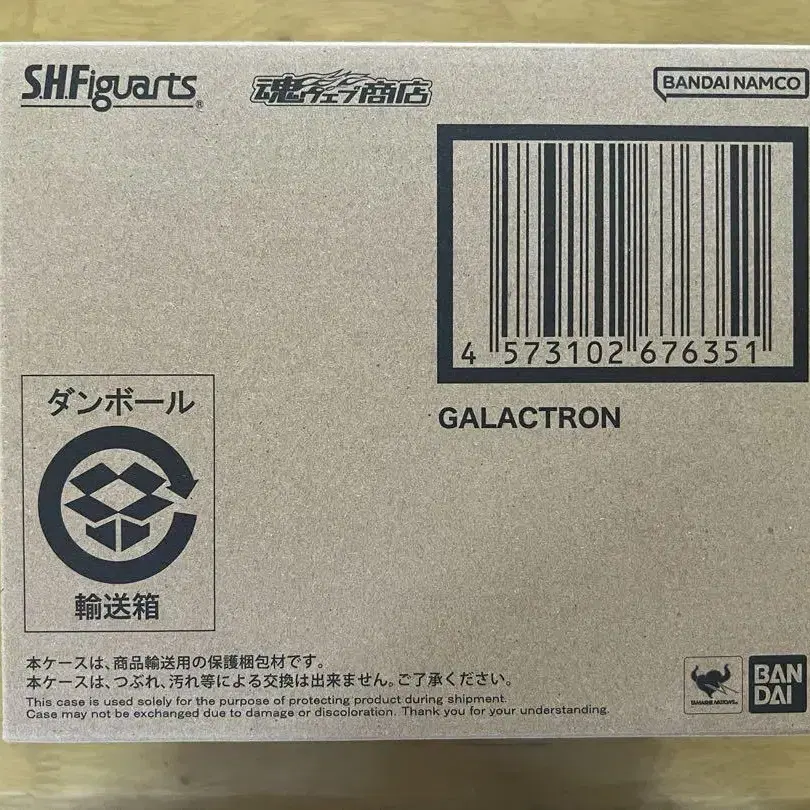 S.H.Figuarts®
魂ウェブ商店
BANDAI NAMCO
4 573102 676351
GALACTRON
ダンボール
輸送箱
本ケースは、商品輸送用の保護梱包材です。
本ケースは、つぶれ、汚れ等による交換は出来ません。ご了承ください。
This case is used solely for the purpose of protecting product during shipment.
Case may not be exchanged due to damage or discoloration. Thank you for your understanding.
TAMASHII NATIONS
BAN
DAI